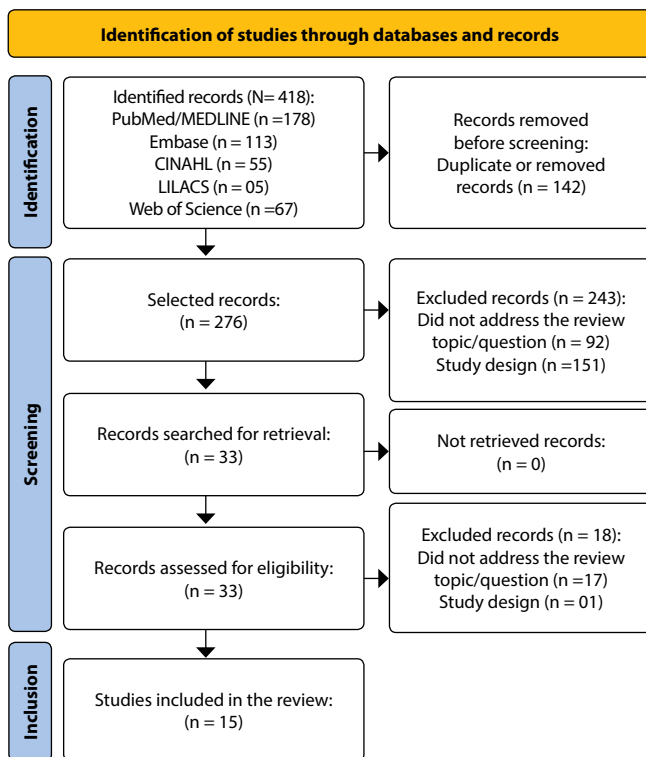 Identification of studies through databases and records
Identification
Identified records (N= 418):
PubMed/MEDLINE (n =178)
Embase (n = 113)
CINAHL (n = 55)
LILACS (n = 05)
Web of Science (n =67)
Records removed
before screening:
Duplicate or removed
records (n = 142)
Screening
Selected records:
(n = 276)
Excluded records (n = 243):
Did not address the review
topic/question (n = 92)
Study design (n =151)
Records searched for retrieval:
(n = 33)
Not retrieved records:
(n = 0)
Records assessed for eligibility:
(n = 33)
Excluded records (n = 18):
Did not address the review
topic/question (n =17)
Study design (n = 01)
Inclusion
Studies included in the review:
(n = 15)